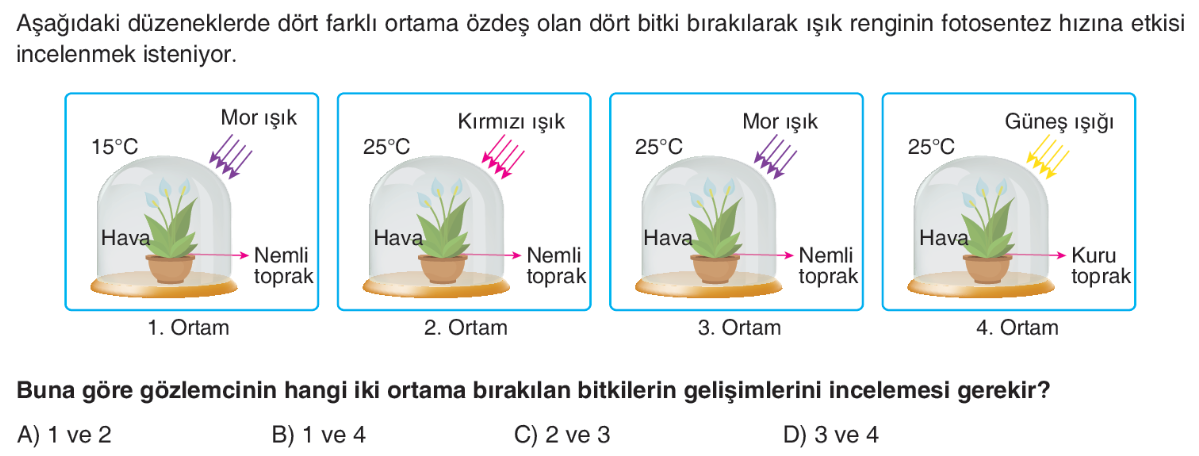 Aşağıdaki düzeneklerde dört farklı ortama özdeş olan dört bitki bırakılarak ışık renginin fotosentez hızına etkisi
incelenmek isteniyor.
Mor ışık
15°C
Hava
Nemli
toprak
1. Ortam
Kırmızı ışık
25°C
Hava
Nemli
toprak
2. Ortam
Mor ışık
25°C
Hava
Nemli
toprak
3. Ortam
Güneş ışığı
25°C
Hava
Kuru
toprak
4. Ortam
Buna göre gözlemcinin hangi iki ortama bırakılan bitkilerin gelişimlerini incelemesi gerekir?
A) 1 ve 2 B) 1 ve 4 C) 2 ve 3 D) 3 ve 4